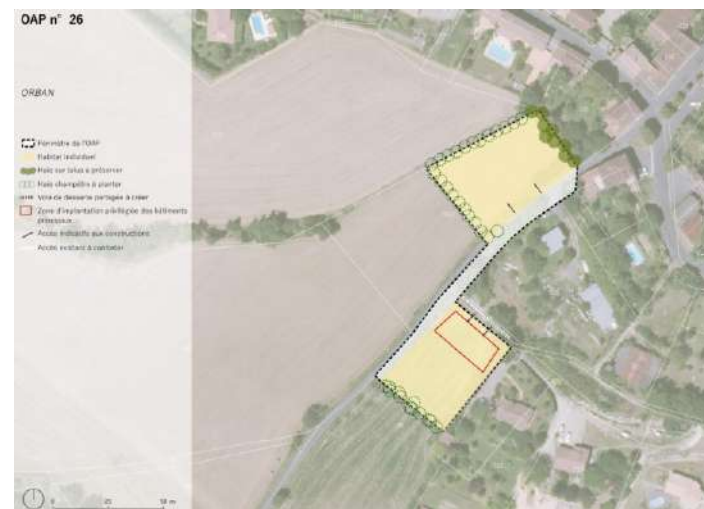 OAP n° 26
ORBAN
Périmètre de l'OAP
Habitat individuel
Haie sur talus à préserver
Haie champêtre à planter
Voie de desserte partagée à créer
Zone d'implantation privilégiée des bâtiments
principaux
Accès indicatifs aux constructions
Accès existant à conforter
0 25 50 m